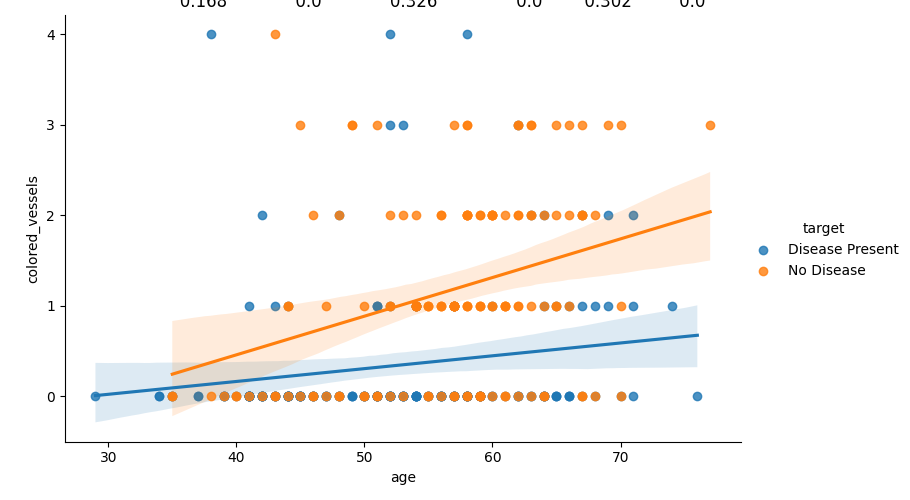 0.168 0.0 0.326 0.0 0.302 0.0
4
3
2
1
0
colored_vessels
30 40 50 60 70
age
target
Disease Present
No Disease